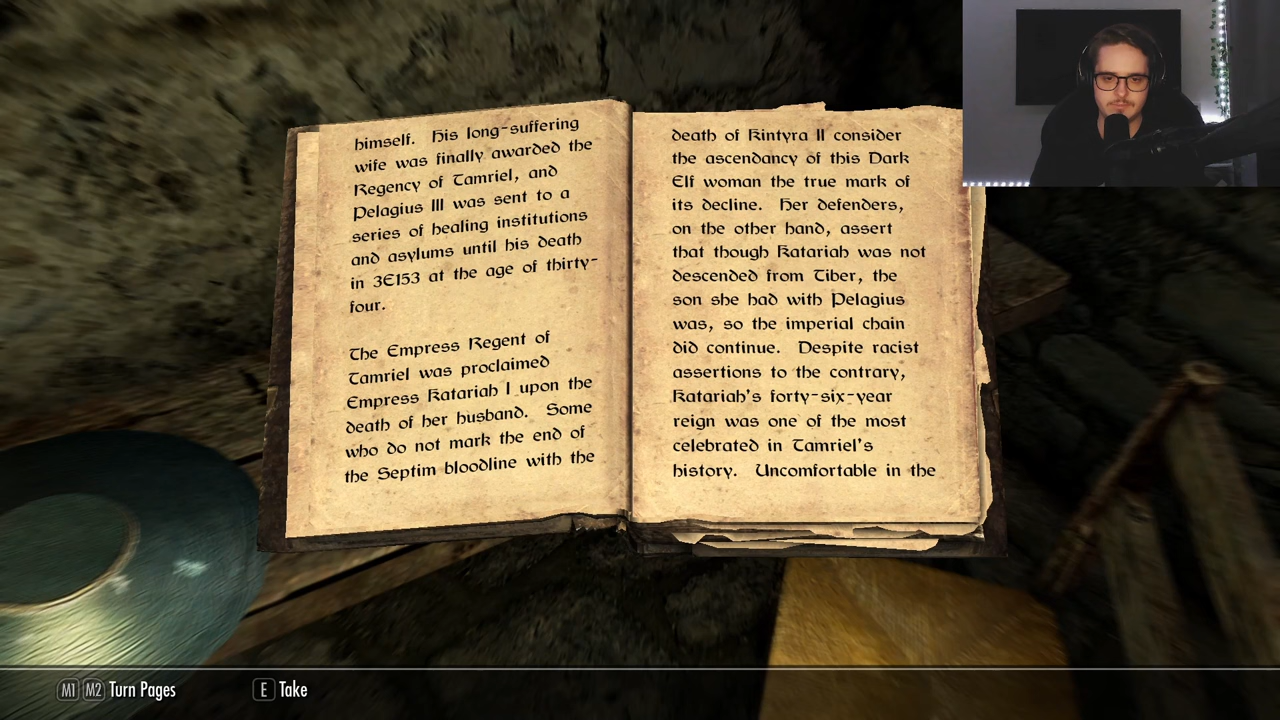 himself. His long-suffering
wife was finally awarded the
Regency of Tamriel, and
Pelagius III was sent to a
series of healing institutions
and asylums until his death
in 3E153 at the age of thirty-
four.
The Empress Regent of
Tamriel was proclaimed
Empress Katariah I upon the
death of her husband. Some
who do not mark the end of
the Septim bloodline with the
death of Kintyra II consider
the ascendancy of this Dark
Elf woman the true mark of
its decline. Her defenders,
on the other hand, assert
that though Katariah was not
descended from Tiber, the
son she had with Pelagius
was, so the imperial chain
did continue. Despite racist
assertions to the contrary,
Katariah's forty-six-year
reign was one of the most
celebrated in Tamriel's
history. Uncomfortable in the
M1 M2 Turn Pages
E Take